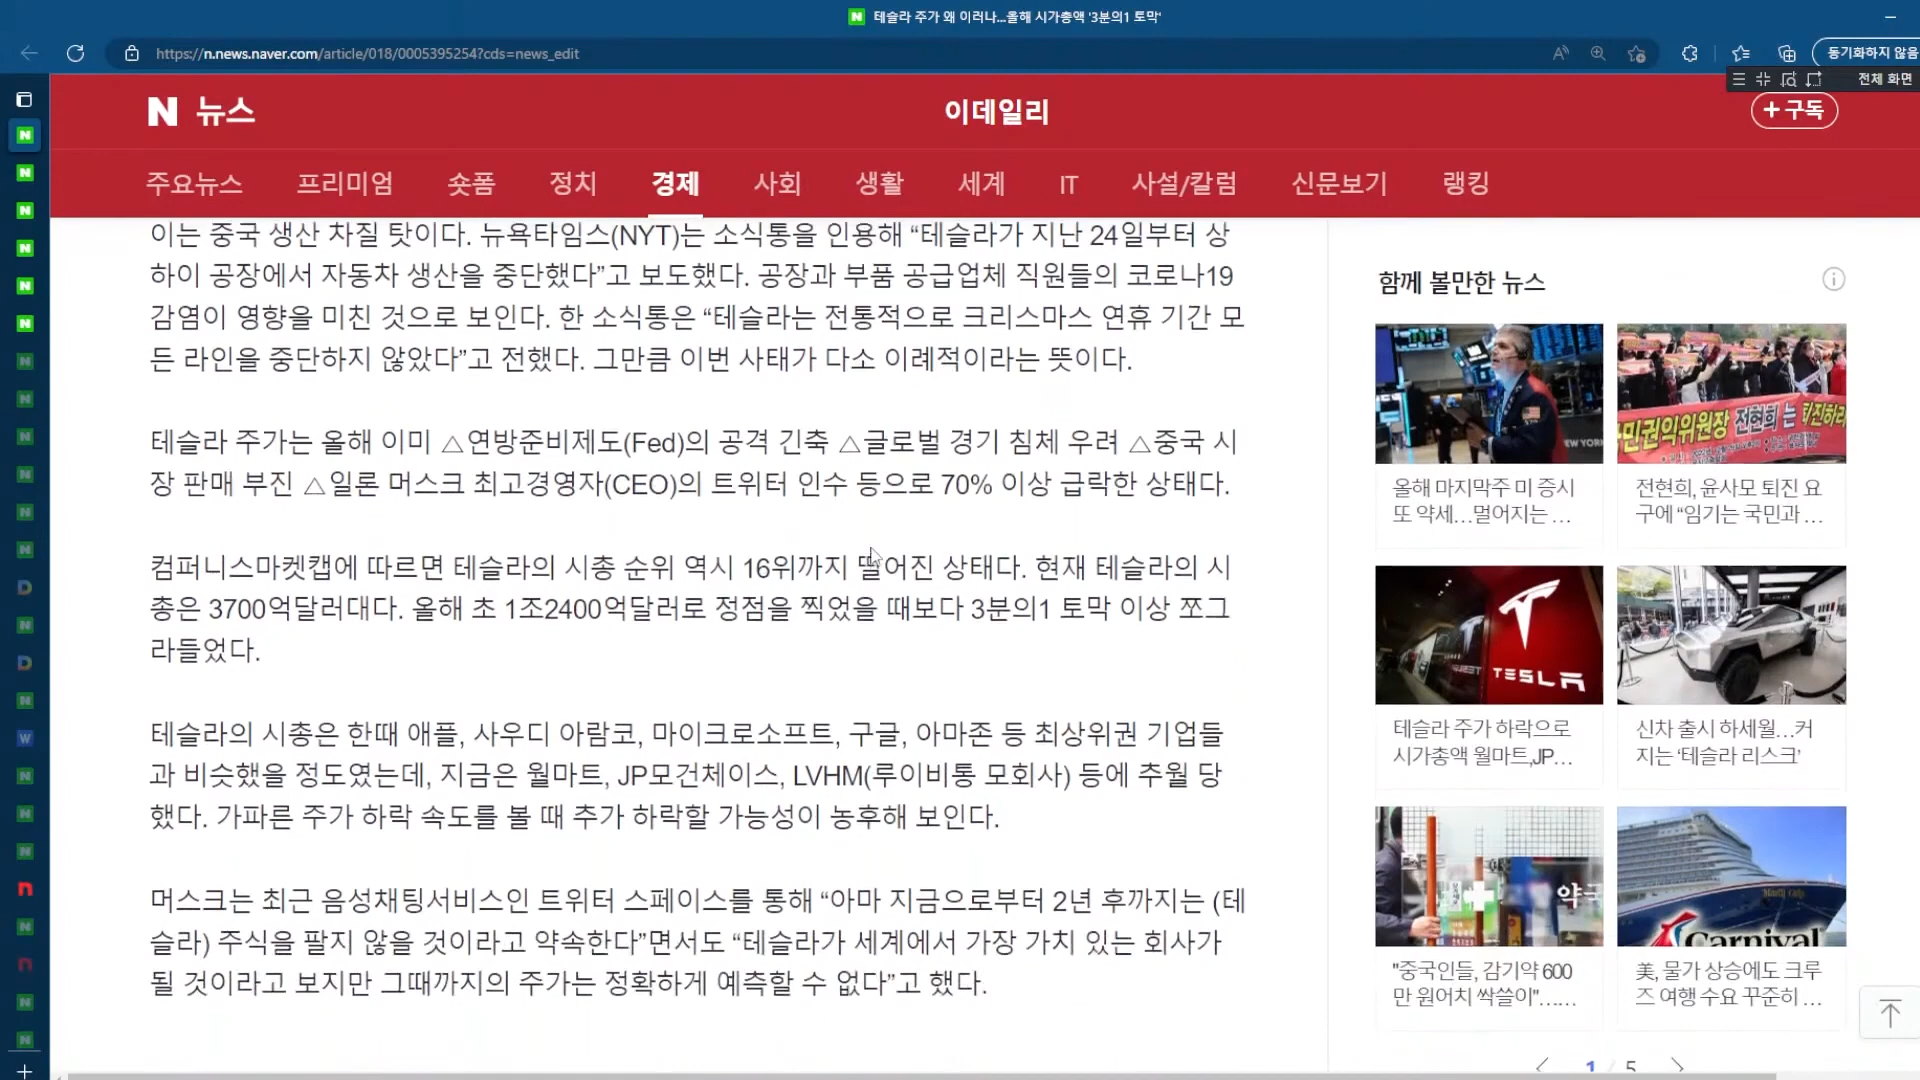 테슬라 주가 왜 이러나...올해 시가총액 '3분의1 토막'
https://n.news.naver.com/article/018/0005395254?cds=news_edit
동기화하지 않음
전체 화면
N 뉴스
이데일리
+ 구독
주요뉴스 프리미엄 숏폼 정치 경제 사회 생활 세계 IT 사설/칼럼 신문보기 랭킹
이는 중국 생산 차질 탓이다. 뉴욕타임스(NYT)는 소식통을 인용해 “테슬라가 지난 24일부터 상
하이 공장에서 자동차 생산을 중단했다”고 보도했다. 공장과 부품 공급업체 직원들의 코로나19
감염이 영향을 미친 것으로 보인다. 한 소식통은 “테슬라는 전통적으로 크리스마스 연휴 기간 모
든 라인을 중단하지 않았다”고 전했다. 그만큼 이번 사태가 다소 이례적이라는 뜻이다.
테슬라 주가는 올해 이미 △연방준비제도(Fed)의 공격 긴축 △글로벌 경기 침체 우려 △중국 시
장 판매 부진 △일론 머스크 최고경영자(CEO)의 트위터 인수 등으로 70% 이상 급락한 상태다.
컴퍼니스마켓캡에 따르면 테슬라의 시총 순위 역시 16위까지 떨어진 상태다. 현재 테슬라의 시
총은 3700억달러대다. 올해 초 1조2400억달러로 정점을 찍었을 때보다 3분의1 토막 이상 쪼그
라들었다.
테슬라의 시총은 한때 애플, 사우디 아람코, 마이크로소프트, 구글, 아마존 등 최상위권 기업들
과 비슷했을 정도였는데, 지금은 월마트, JP모건체이스, LVHM(루이비통 모회사) 등에 추월 당
했다. 가파른 주가 하락 속도를 볼 때 추가 하락할 가능성이 농후해 보인다.
머스크는 최근 음성채팅서비스인 트위터 스페이스를 통해 “아마 지금으로부터 2년 후까지는 (테
슬라) 주식을 팔지 않을 것이라고 약속한다”면서도 “테슬라가 세계에서 가장 가치 있는 회사가
될 것이라고 보지만 그때까지의 주가는 정확하게 예측할 수 없다”고 했다.
함께 볼만한 뉴스
NEW YORK
올해 마지막주 미 증시
또 약세…멀어지는 …
민권익위원장 전현희는 퇴진하라
전현희, 윤사모 퇴진 요
구에 “임기는 국민과 …
TESLA
테슬라 주가 하락으로
시가총액 월마트,JP…
신차 출시 하세월…커
지는 ‘테슬라 리스크’
약국
"중국인들, 감기약 600
만 원어치 싹쓸이"……
Mardi Gras
Carnival
美, 물가 상승에도 크루
즈 여행 수요 꾸준히 …
1 / 5